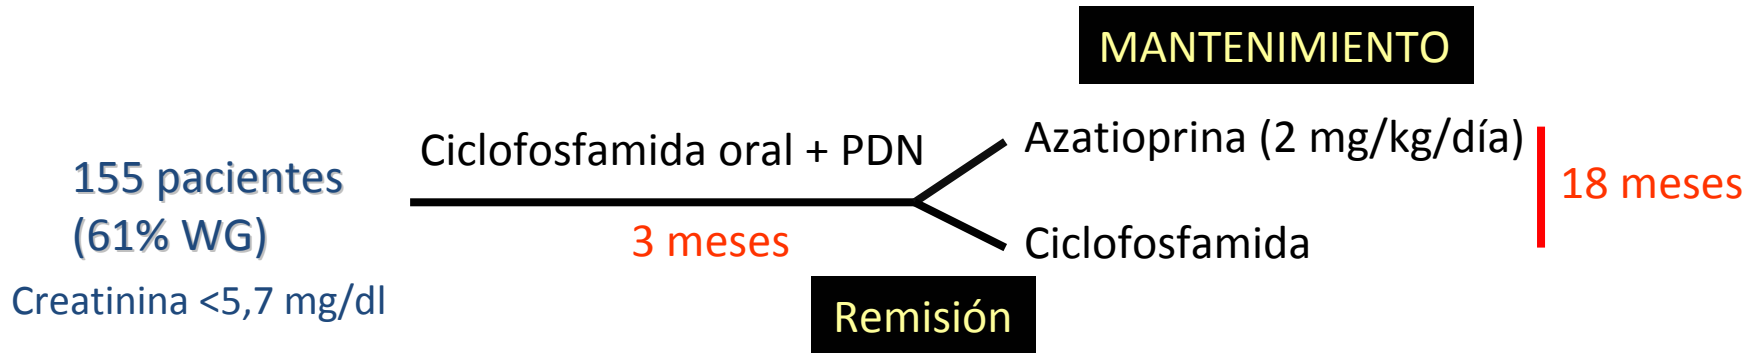 MANTENIMIENTO
Ciclofosfamida oral + PDN
Azatioprina (2 mg/kg/día)
155 pacientes
(61% WG)
18 meses
3 meses
Ciclofosfamida
Creatinina <5,7 mg/dl
Remisión